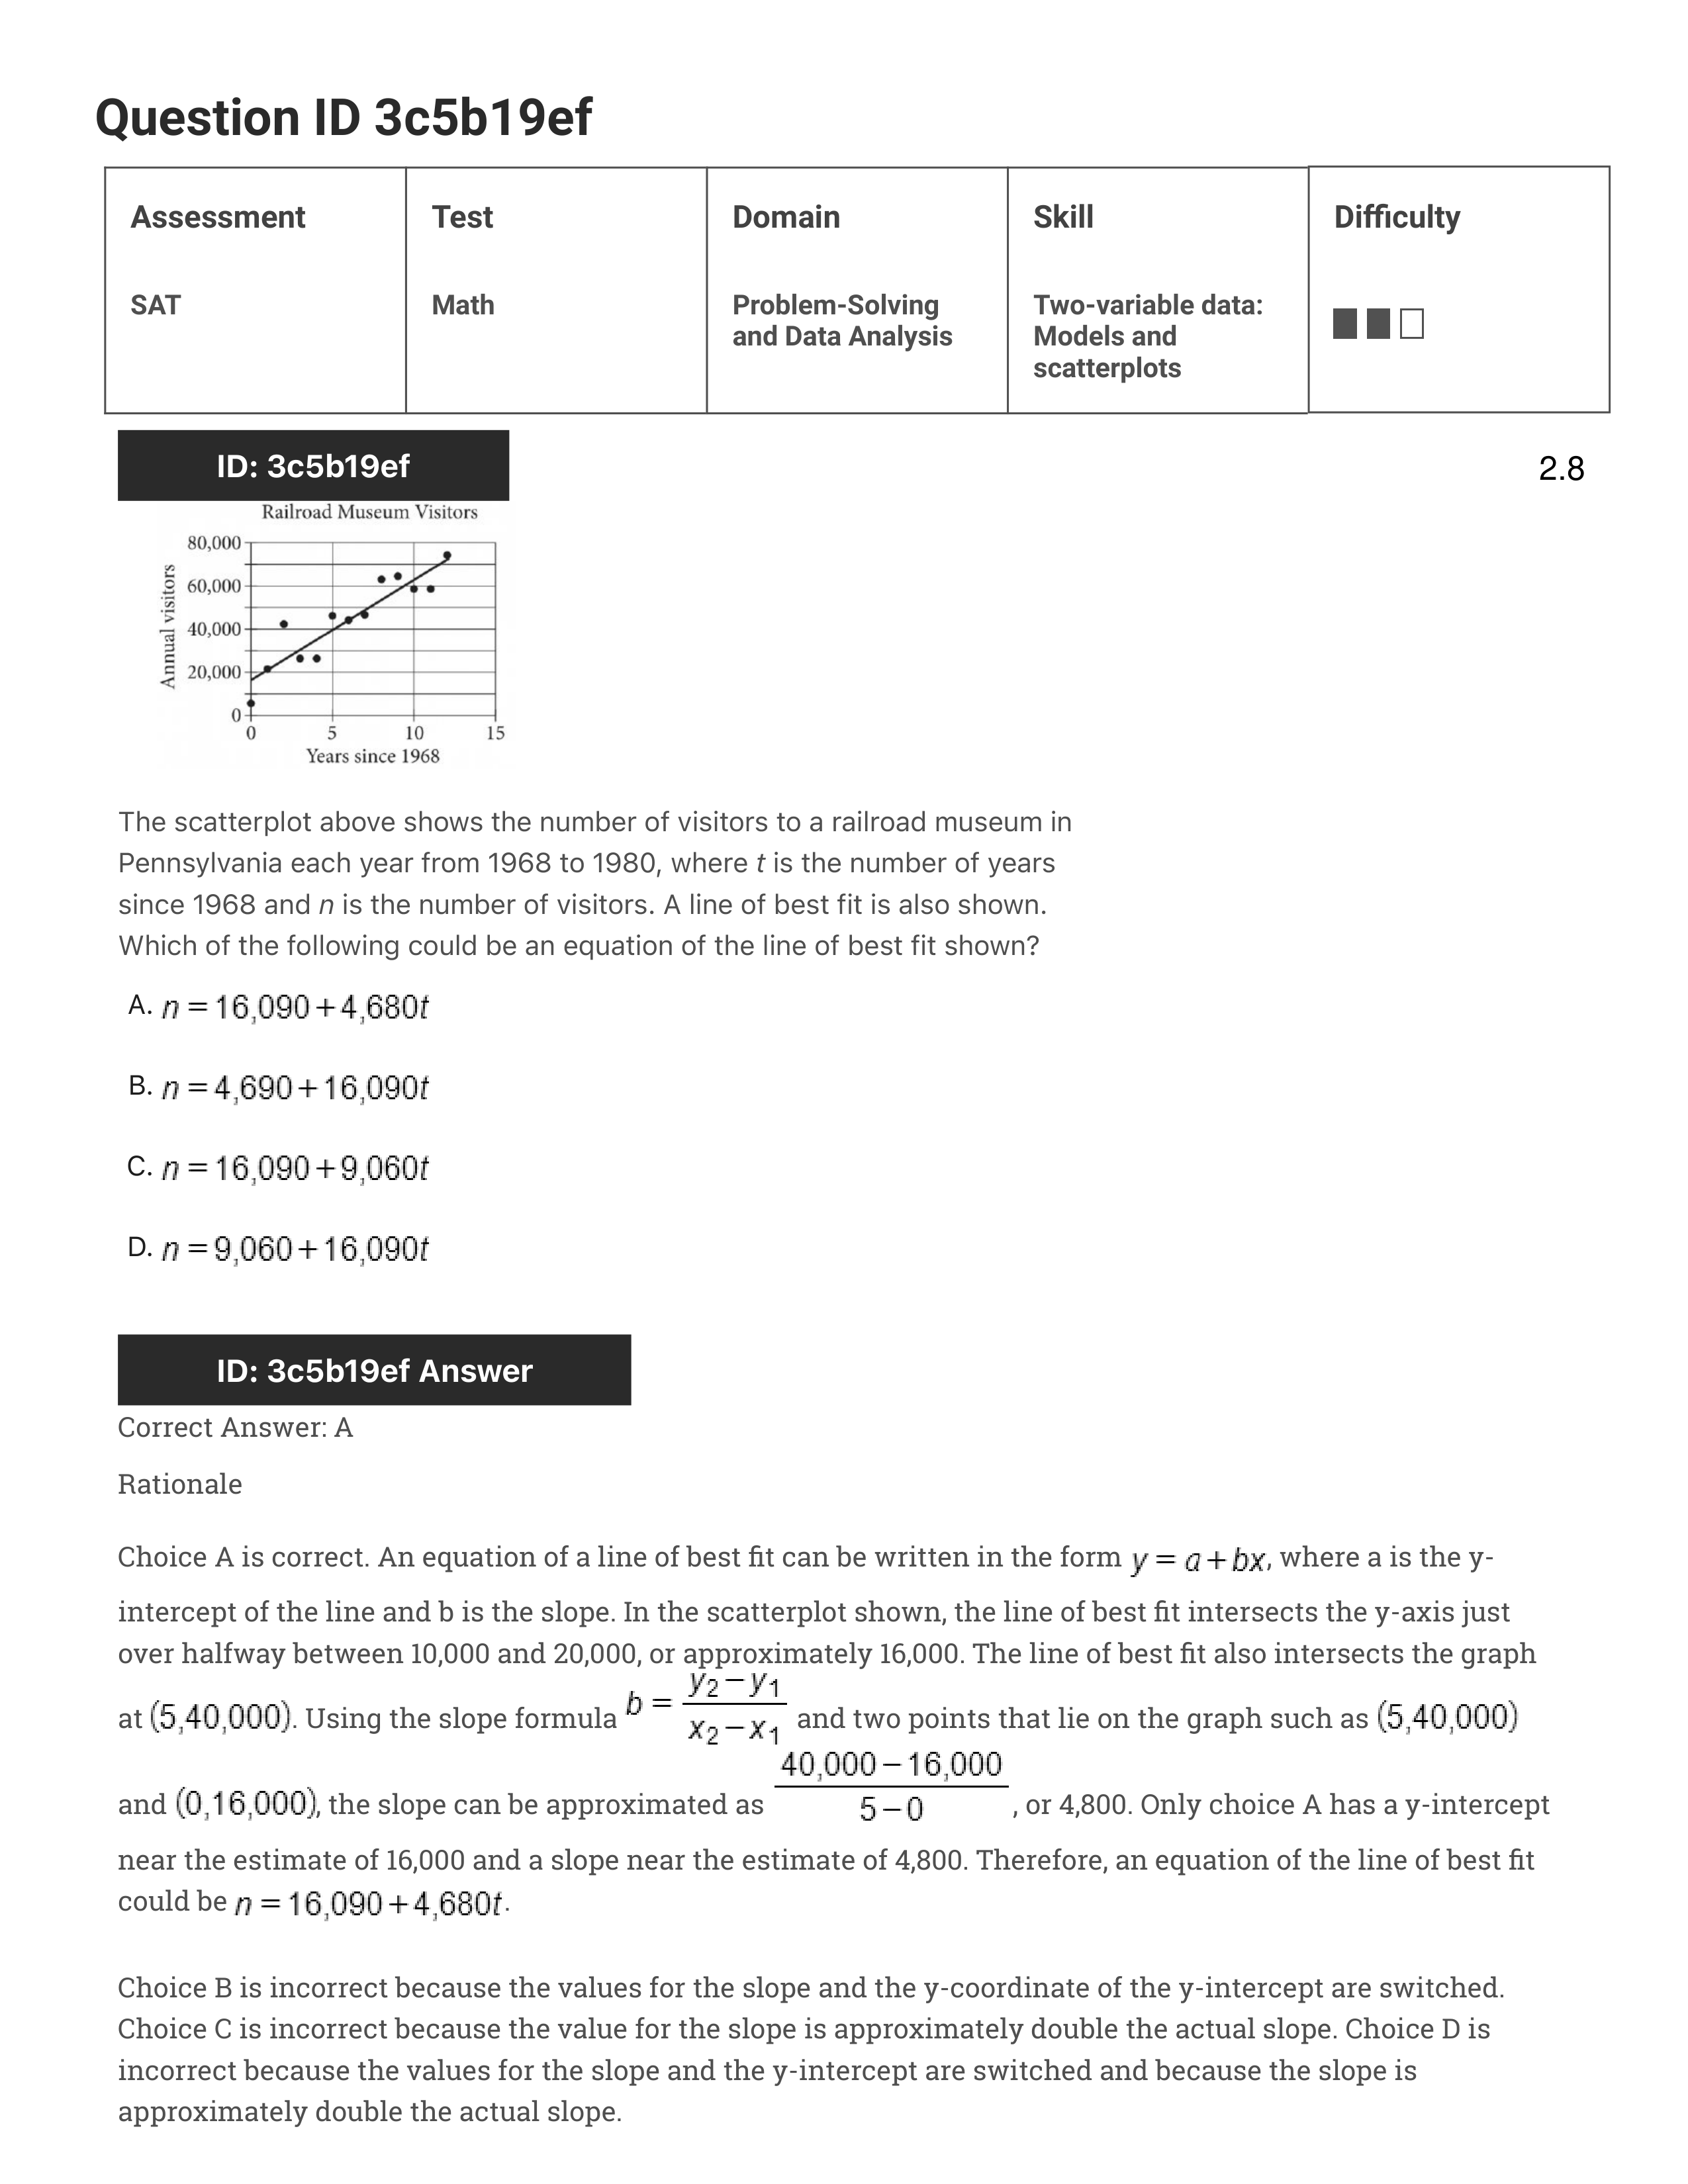 Question ID 3c5b19ef
Assessment Test Domain Skill Difficulty
SAT Math Problem-Solving and Data Analysis Two-variable data: Models and scatterplots
ID: 3c5b19ef 2.8
Railroad Museum Visitors
80,000
60,000
40,000
20,000
0
Annual visitors
0 5 10 15
Years since 1968
The scatterplot above shows the number of visitors to a railroad museum in
Pennsylvania each year from 1968 to 1980, where t is the number of years
since 1968 and n is the number of visitors. A line of best fit is also shown.
Which of the following could be an equation of the line of best fit shown?
A. n = 16,090 + 4,680t
B. n = 4,690 + 16,090t
C. n = 16,090 + 9,060t
D. n = 9,060 + 16,090t
ID: 3c5b19ef Answer
Correct Answer: A
Rationale
Choice A is correct. An equation of a line of best fit can be written in the form y = a + bx, where a is the y-
intercept of the line and b is the slope. In the scatterplot shown, the line of best fit intersects the y-axis just
over halfway between 10,000 and 20,000, or approximately 16,000. The line of best fit also intersects the graph
at (5,40,000). Using the slope formula b = (y₂ − y₁)/(x₂ − x₁) and two points that lie on the graph such as (5,40,000)
and (0,16,000), the slope can be approximated as (40,000 − 16,000)/(5 − 0), or 4,800. Only choice A has a y-intercept
near the estimate of 16,000 and a slope near the estimate of 4,800. Therefore, an equation of the line of best fit
could be n = 16,090 + 4,680t.
Choice B is incorrect because the values for the slope and the y-coordinate of the y-intercept are switched.
Choice C is incorrect because the value for the slope is approximately double the actual slope. Choice D is
incorrect because the values for the slope and the y-intercept are switched and because the slope is
approximately double the actual slope.